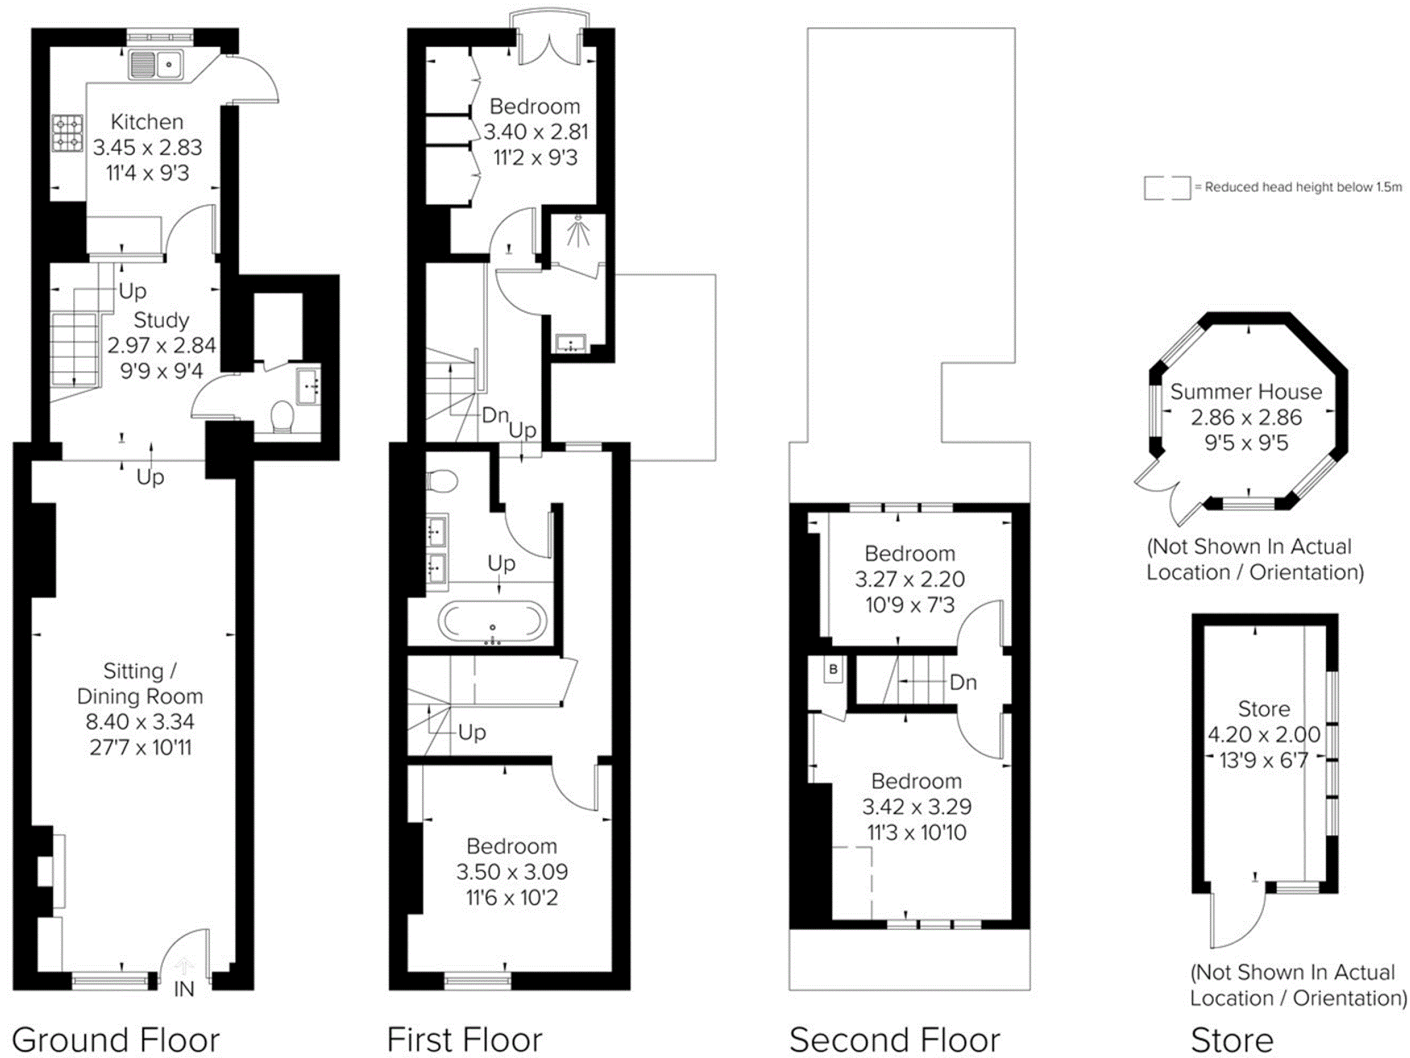 Kitchen
3.45 x 2.83
11'4 x 9'3
Up
Study
2.97 x 2.84
9'9 x 9'4
Up
Sitting /
Dining Room
8.40 x 3.34
27'7 x 10'11
IN
Ground Floor
Bedroom
3.40 x 2.81
11'2 x 9'3
Dn
Up
Up
Up
Bedroom
3.50 x 3.09
11'6 x 10'2
First Floor
Bedroom
3.27 x 2.20
10'9 x 7'3
B
Dn
Bedroom
3.42 x 3.29
11'3 x 10'10
Second Floor
= Reduced head height below 1.5m
Summer House
2.86 x 2.86
9'5 x 9'5
(Not Shown In Actual
Location / Orientation)
Store
4.20 x 2.00
13'9 x 6'7
(Not Shown In Actual
Location / Orientation)
Store